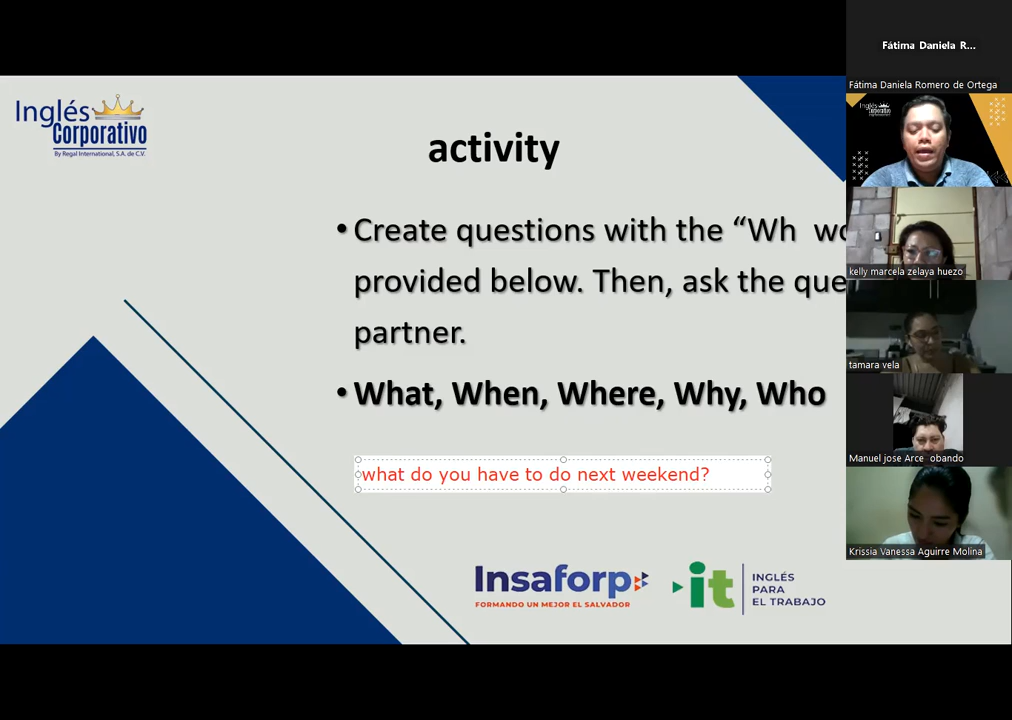 Inglés
Corporativo
By Regal International, S.A. de C.V.
activity
• Create questions with the “Wh
provided below. Then, ask the
partner.
• What, When, Where, Why, Who
what do you have to do next weekend?
Insaforp
FORMANDO UN MEJOR EL SALVADOR
it
INGLÉS
PARA
EL TRABAJO
Fátima Daniela R...
Fátima Daniela Romero de Ortega
kelly marcela zelaya huezo
tamara vela
Manuel jose Arce obando
Krissia Vanessa Aguirre Molina